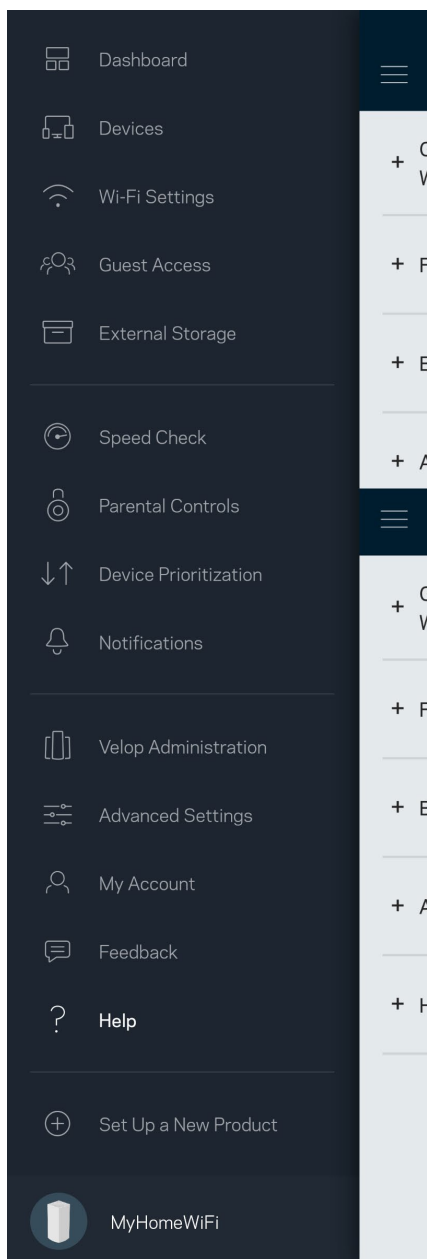 Dashboard
Devices
Wi-Fi Settings
Guest Access
External Storage
Speed Check
Parental Controls
Device Prioritization
Notifications
Velop Administration
Advanced Settings
My Account
Feedback
Help
Set Up a New Product
MyHomeWiFi